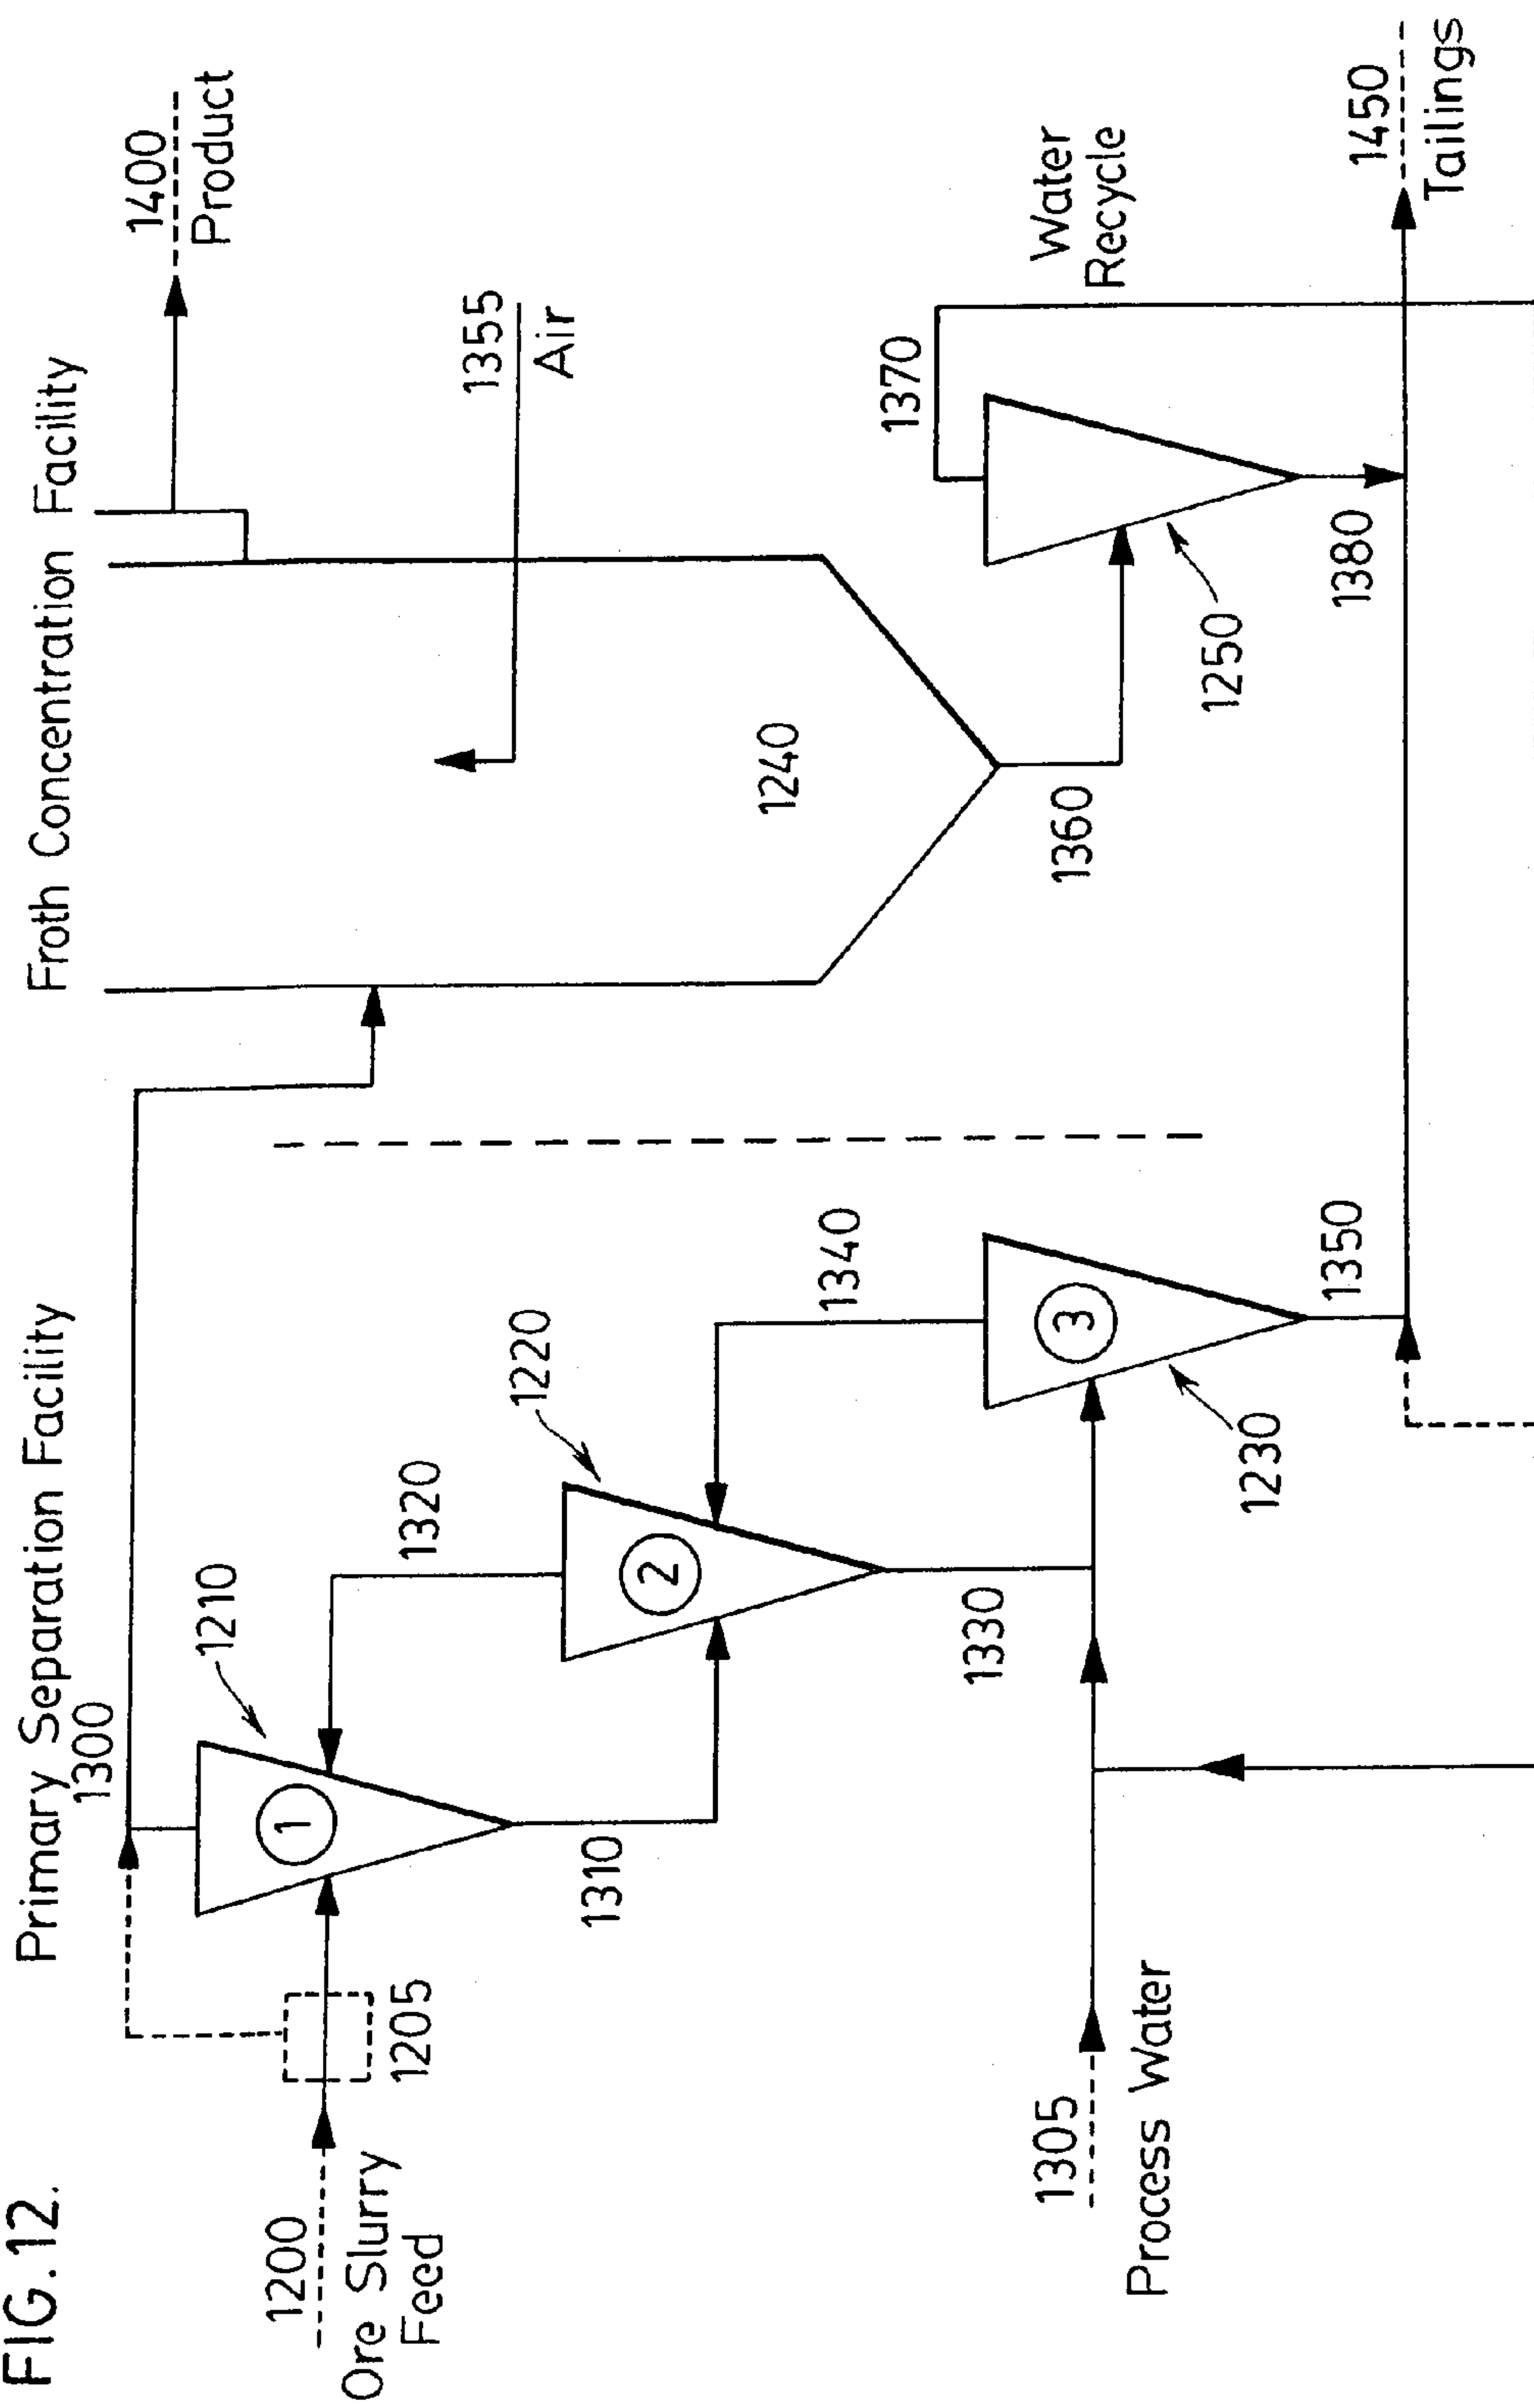 FIG. 12.
Primary Separation Facility
Froth Concentration Facility
1300
1400
Product
1210
1
1200
Ore Slurry
Feed
1205
1320
1220
1355
Air
1310
2
1340
1240
1370
Water
Recycle
1330
3
1360
1305
Process Water
1230
1250
1350
1380
1450
Tailings